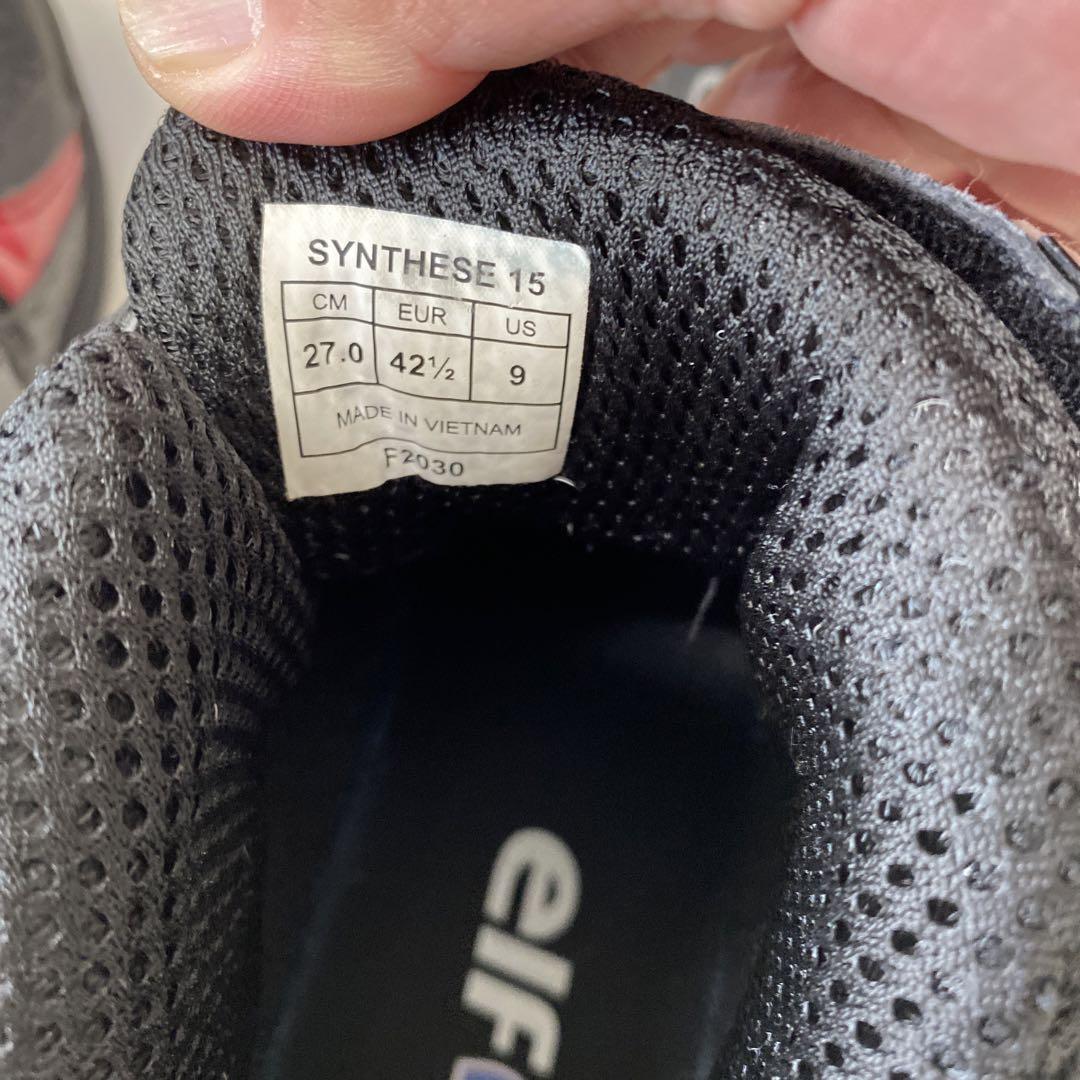 SYNTHESE 15
CM EUR US
27.0 42½ 9
MADE IN VIETNAM
F2030
elf